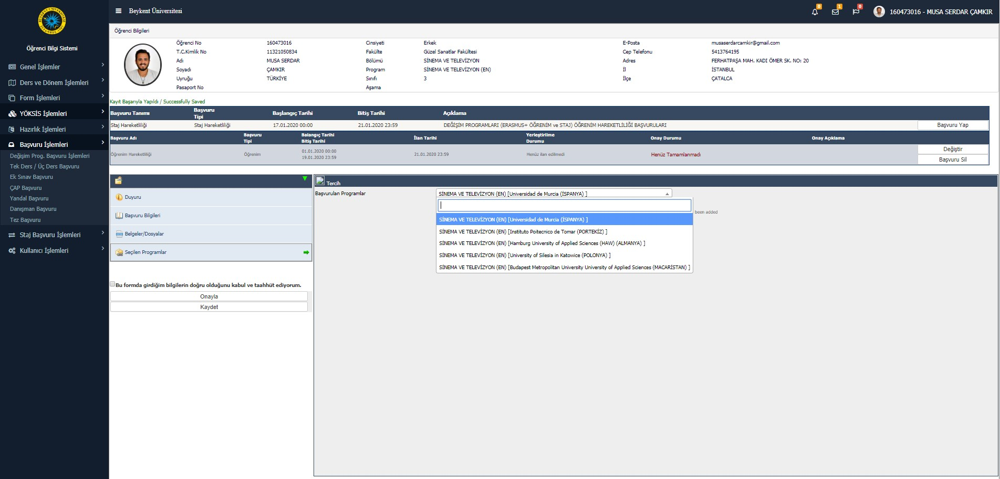 Beykent Üniversitesi
0
1
0
160473016 - MUSA SERDAR ÇAMKIR
Öğrenci Bilgi Sistemi
Genel İşlemler
Ders ve Dönem İşlemleri
Form İşlemleri
YÖKSİS İşlemleri
Hazırlık İşlemleri
Başvuru İşlemleri
Değişim Prog. Başvuru İşlemleri
Tek Ders / Üç Ders Başvuru
Ek Sınav Başvuru
ÇAP Başvuru
Yandal Başvuru
Danışman Başvuru
Tez Başvuru
Staj Başvuru İşlemleri
Kullanıcı İşlemleri
Öğrenci Bilgileri
Öğrenci No 160473016 Cinsiyeti Erkek E-Posta musaserdarcamkir@gmail.com
T.C.Kimlik No 11321050834 Fakülte Güzel Sanatlar Fakültesi Cep Telefonu 5413764195
Adı MUSA SERDAR Bölümü SİNEMA VE TELEVİZYON Adres FERHATPAŞA MAH. KADI ÖMER SK. NO: 20
Soyadı ÇAMKIR Program SİNEMA VE TELEVİZYON (EN) İl İSTANBUL
Uyruğu TÜRKİYE Sınıfı 3 İlçe ÇATALCA
Pasaport No Aşama
Kayıt Başarıyla Yapıldı / Successfully Saved
Başvuru Tanımı Başvuru Tipi Başlangıç Tarihi Bitiş Tarihi Açıklama
Staj Hareketliliği Staj Hareketliliği 17.01.2020 00:00 21.01.2020 23:59 DEĞİŞİM PROGRAMLARI (ERASMUS+ ÖĞRENİM ve STAJ) ÖĞRENİM HAREKETLİLİĞİ BAŞVURULARI Başvuru Yap
Başvuru Adı Başvuru Tipi Balangıç Tarihi Bitiş Tarihi İlan Tarihi Yerleştirilme Durumu Onay Durumu Onay Açıklama
Öğrenim Hareketliliği Öğrenim 01.01.2020 00:00 19.01.2020 23:59 21.01.2020 23:59 Henüz ilan edilmedi Henüz Tamamlanmadı Değiştir
Başvuru Sil
Duyuru
Başvuru Bilgileri
Belgeler/Dosyalar
Seçilen Programlar
Bu formda girdiğim bilgilerin doğru olduğunu kabul ve taahhüt ediyorum.
Onayla
Kaydet
Tercih
Başvurulan Programlar SİNEMA VE TELEVİZYON (EN) [Universidad de Murcia (İSPANYA) ]
been added
SİNEMA VE TELEVİZYON (EN) [Universidad de Murcia (İSPANYA) ]
SİNEMA VE TELEVİZYON (EN) [Instituto Poitecnico de Tomar (PORTEKİZ) ]
SİNEMA VE TELEVİZYON (EN) [Hamburg University of Applied Sciences (HAW) (ALMANYA) ]
SİNEMA VE TELEVİZYON (EN) [University of Silesia in Katowice (POLONYA) ]
SİNEMA VE TELEVİZYON (EN) [Budapest Metropolitan University University of Applied Sciences (MACARİSTAN) ]